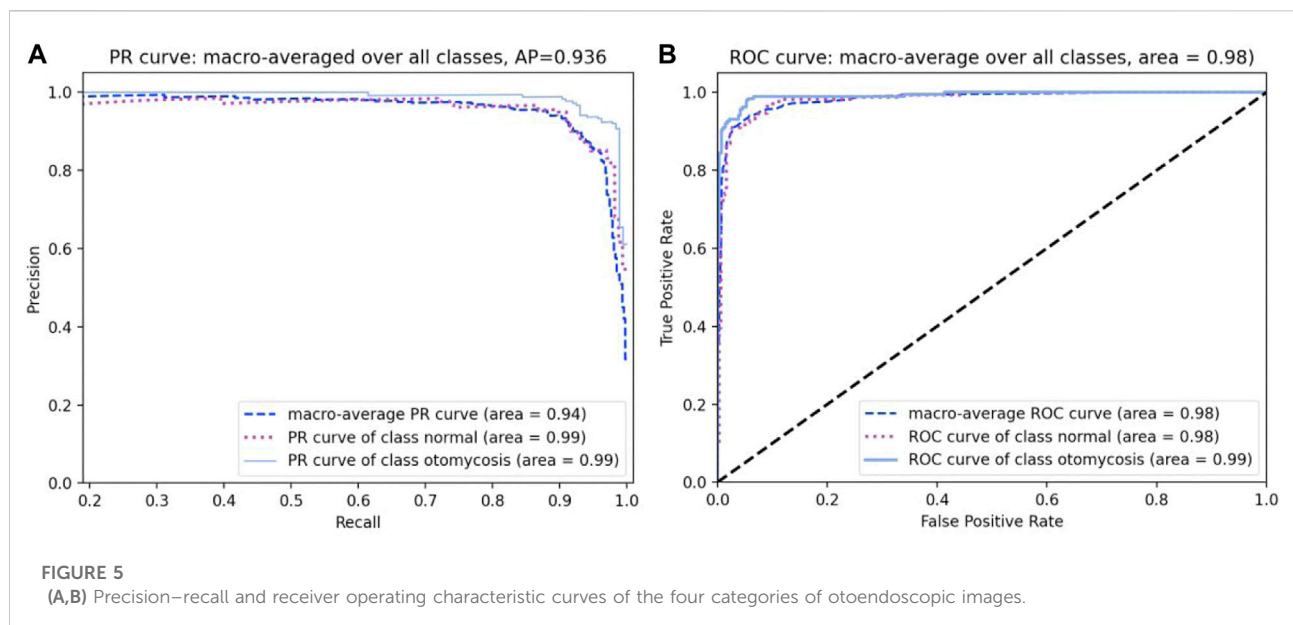 A
PR curve: macro-averaged over all classes, AP=0.936
1.0
0.8
0.6
0.4
0.2
0.0
Precision
macro-average PR curve (area = 0.94)
PR curve of class normal (area = 0.99)
PR curve of class otomycosis (area = 0.99)
0.2 0.3 0.4 0.5 0.6 0.7 0.8 0.9 1.0
Recall
B
ROC curve: macro-average over all classes, area = 0.98)
1.0
0.8
0.6
0.4
0.2
0.0
True Positive Rate
macro-average ROC curve (area = 0.98)
ROC curve of class normal (area = 0.98)
ROC curve of class otomycosis (area = 0.99)
0.0 0.2 0.4 0.6 0.8 1.0
False Positive Rate
FIGURE 5
(A,B) Precision–recall and receiver operating characteristic curves of the four categories of otoendoscopic images.